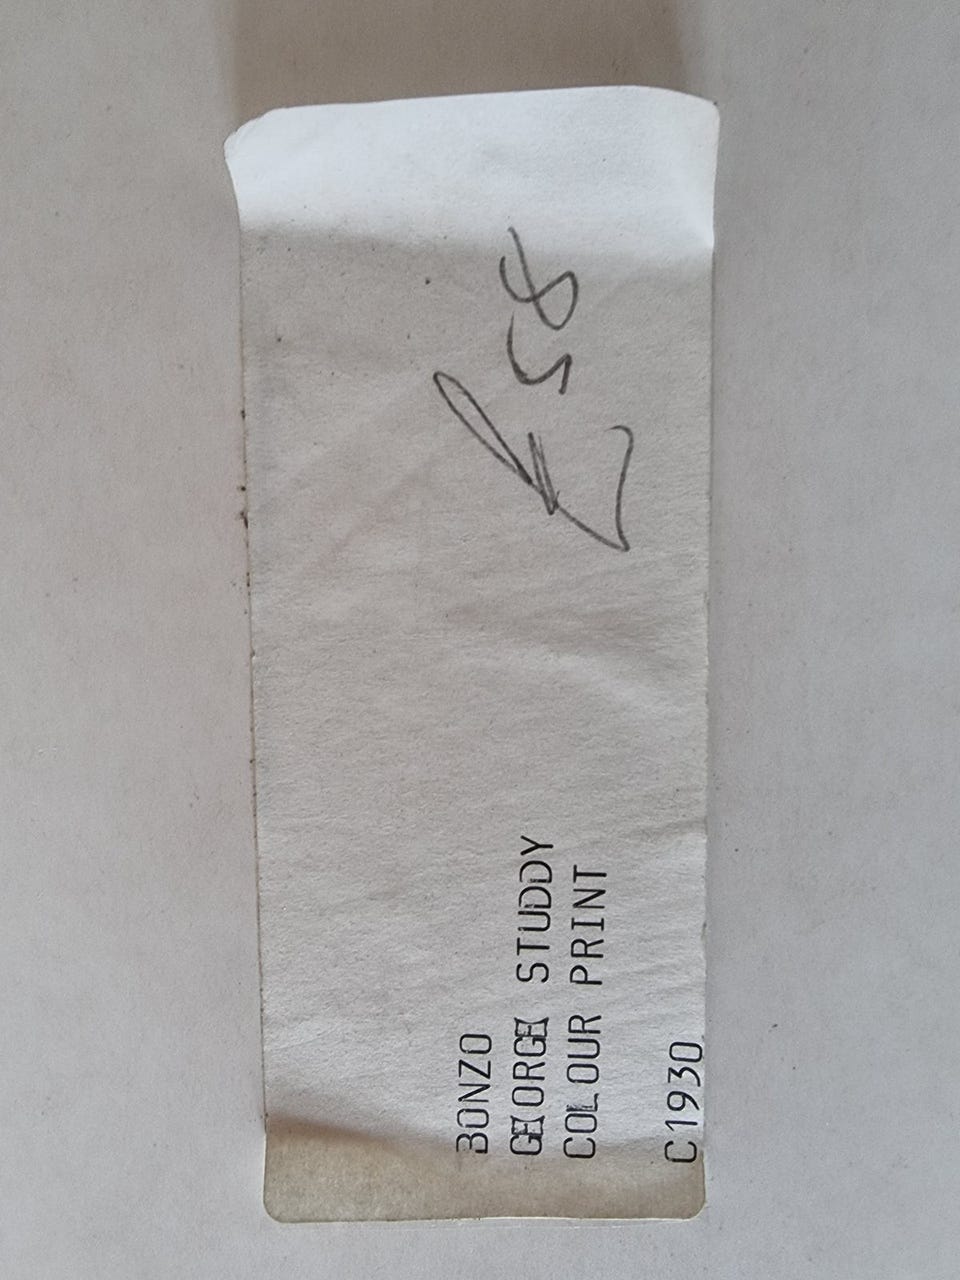 BONZO
GEORGE STUDDY
COLOUR PRINT
C1930
£58